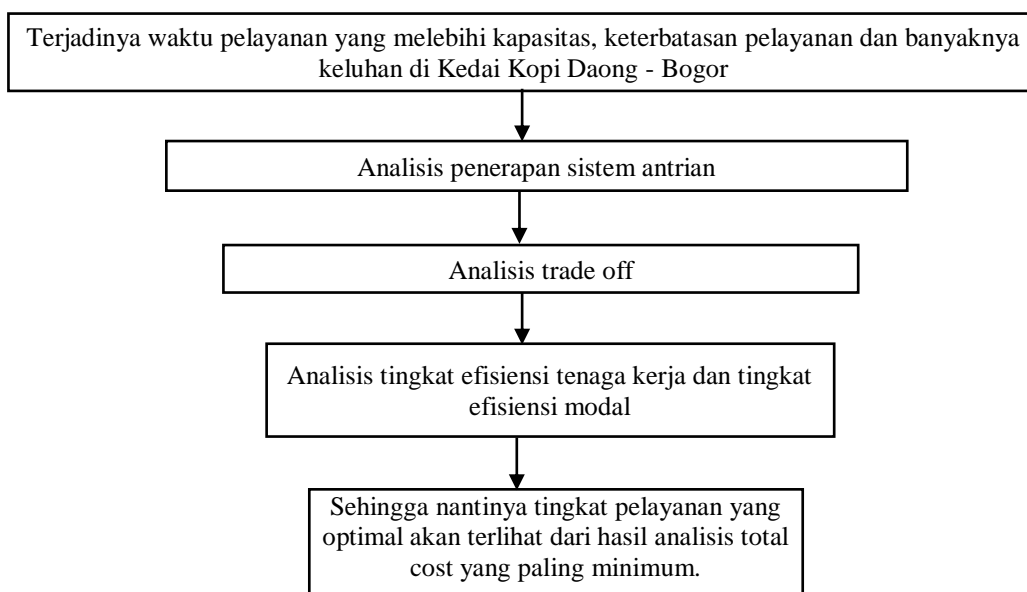 Terjadinya waktu pelayanan yang melebihi kapasitas, keterbatasan pelayanan dan banyaknya
keluhan di Kedai Kopi Daong - Bogor
Analisis penerapan sistem antrian
Analisis trade off
Analisis tingkat efisiensi tenaga kerja dan tingkat
efisiensi modal
Sehingga nantinya tingkat pelayanan yang
optimal akan terlihat dari hasil analisis total
cost yang paling minimum.